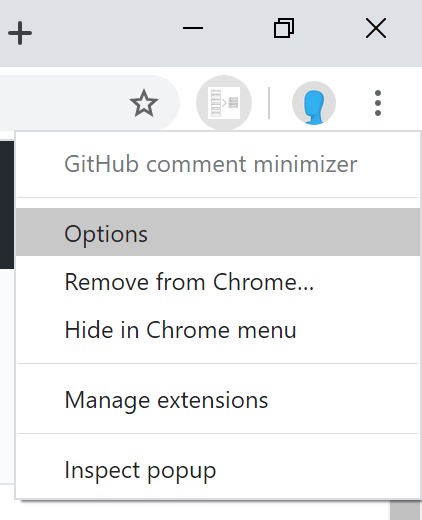 GitHub comment minimizer
Options
Remove from Chrome...
Hide in Chrome menu
Manage extensions
Inspect popup